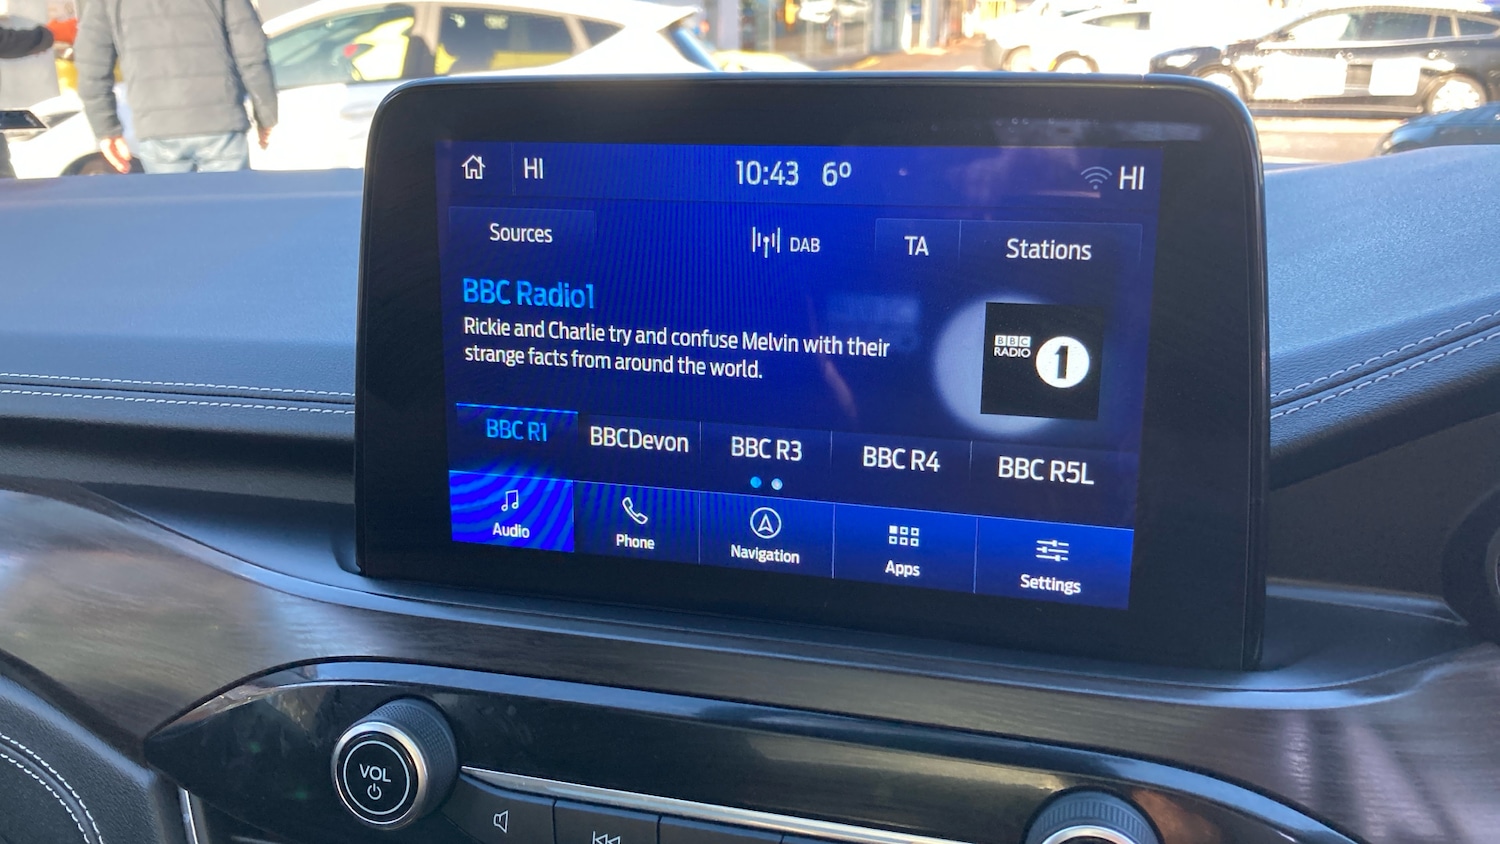 HI 10:43 6º HI
Sources DAB TA Stations
BBC Radio1
Rickie and Charlie try and confuse Melvin with their
strange facts from around the world.
BBC
RADIO 1
BBC R1 BBCDevon BBC R3 BBC R4 BBC R5L
Audio Phone Navigation Apps Settings
VOL